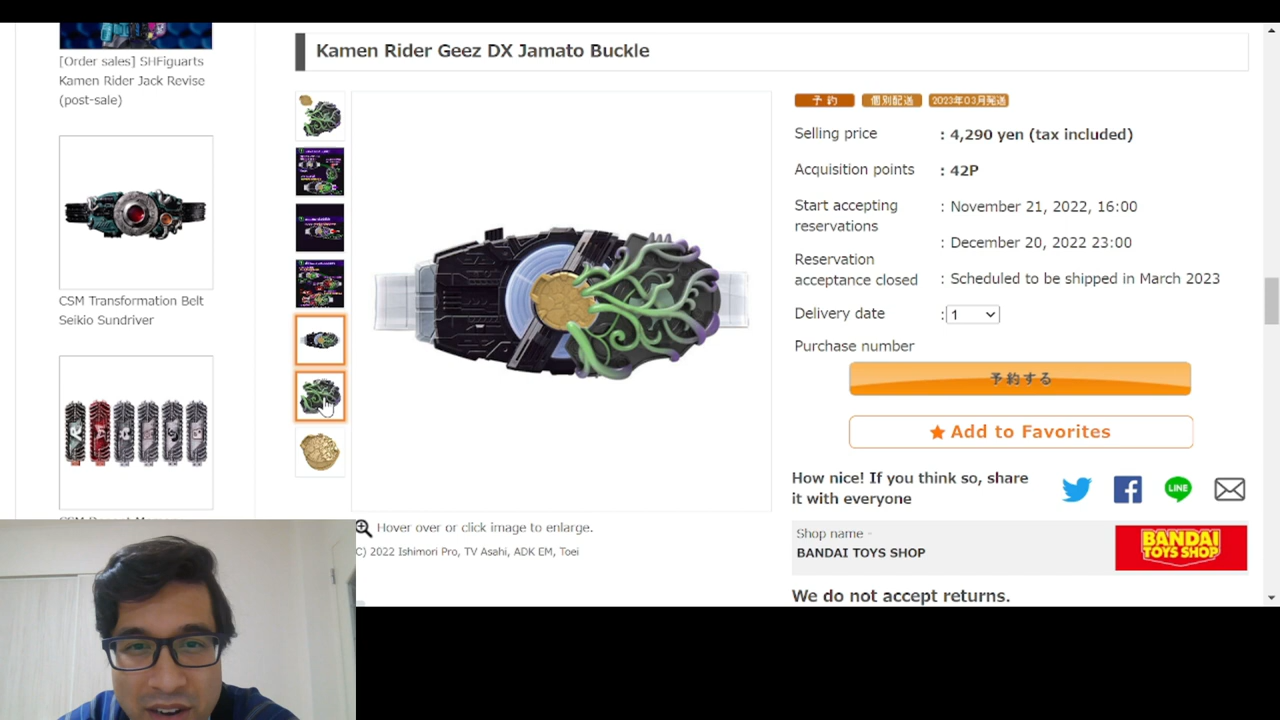 [Order sales] SHFiguarts
Kamen Rider Jack Revise
(post-sale)
CSM Transformation Belt
Seikio Sundriver
Kamen Rider Geez DX Jamato Buckle
予約 個別配送 2023年03月発送
Selling price : 4,290 yen (tax included)
Acquisition points : 42P
Start accepting
reservations
: November 21, 2022, 16:00
: December 20, 2022 23:00
Reservation
acceptance closed
: Scheduled to be shipped in March 2023
Delivery date : 1
Purchase number
予約する
Add to Favorites
How nice! If you think so, share
it with everyone
LINE
Hover over or click image to enlarge.
C) 2022 Ishimori Pro, TV Asahi, ADK EM, Toei
Shop name -
BANDAI TOYS SHOP
BANDAI
TOYS SHOP
We do not accept returns.